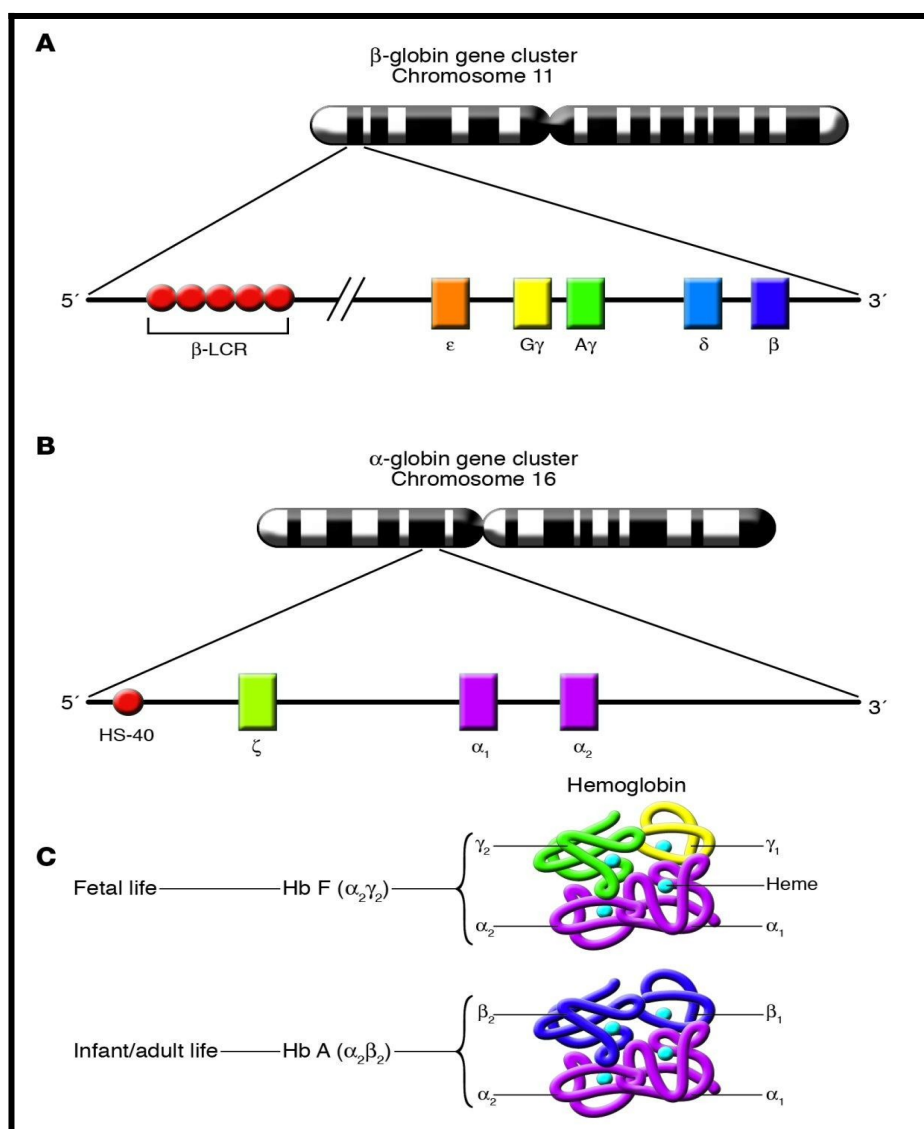 A
β-globin gene cluster
Chromosome 11
5´ 3´
β-LCR ε Gγ Aγ δ β
B
α-globin gene cluster
Chromosome 16
5´ 3´
HS-40 ζ α₁ α₂
Hemoglobin
C
γ₂ γ₁
Fetal life Hb F (α₂γ₂) Heme
α₂ α₁
β₂ β₁
Infant/adult life Hb A (α₂β₂)
α₂ α₁